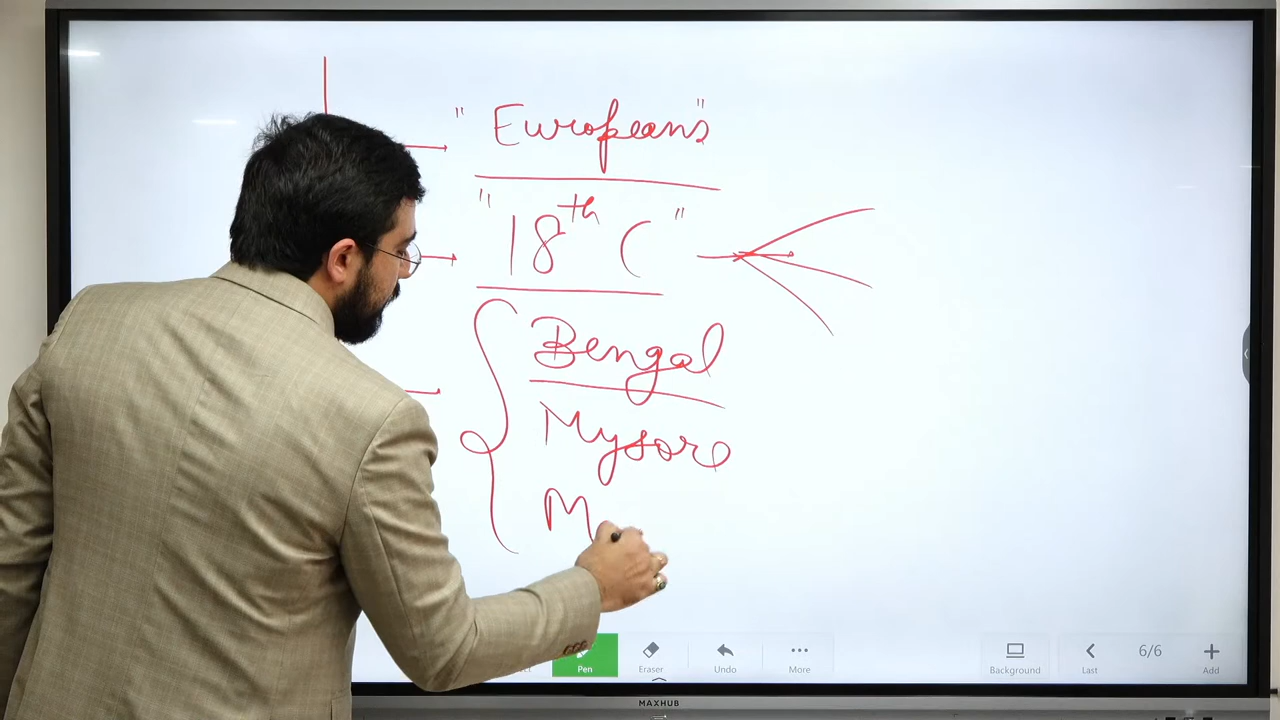 "Europeans"
"18th C"
Bengal
Mysore
M
Pen
Eraser
Undo
More
Background
Last
6/6
Add
MAXHUB